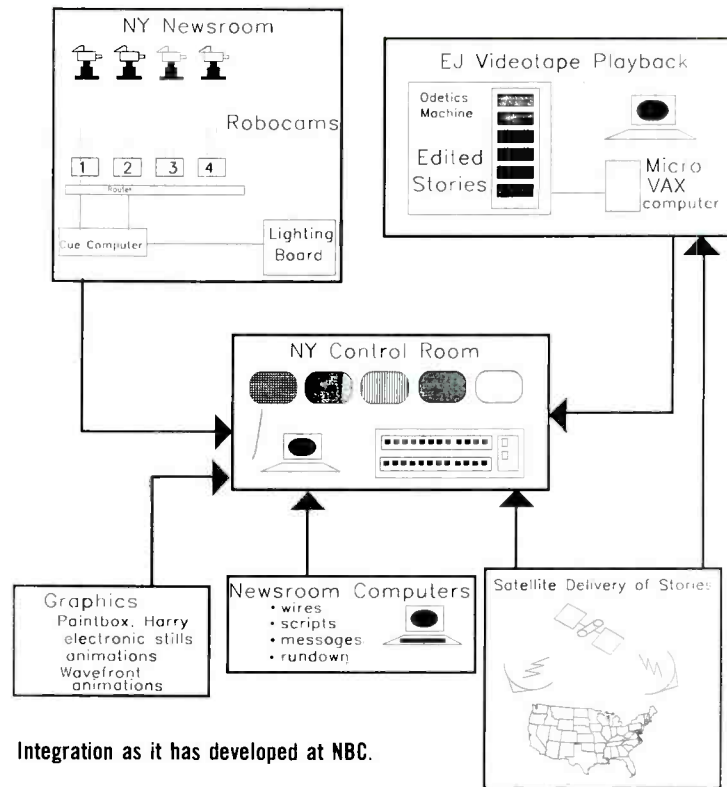 NY Newsroom
Robocams
1 2 3 4
Router
Cue Computer
Lighting
Board
EJ Videotape Playback
Odetics
Machine
Edited
Stories
Micro
VAX
computer
NY Control Room
Graphics
Paintbox, Harry
electronic stills
animations
Wavefront
animations
Newsroom Computers
• wires
• scripts
• messages
• rundown
Satellite Delivery of Stories
Integration as it has developed at NBC.